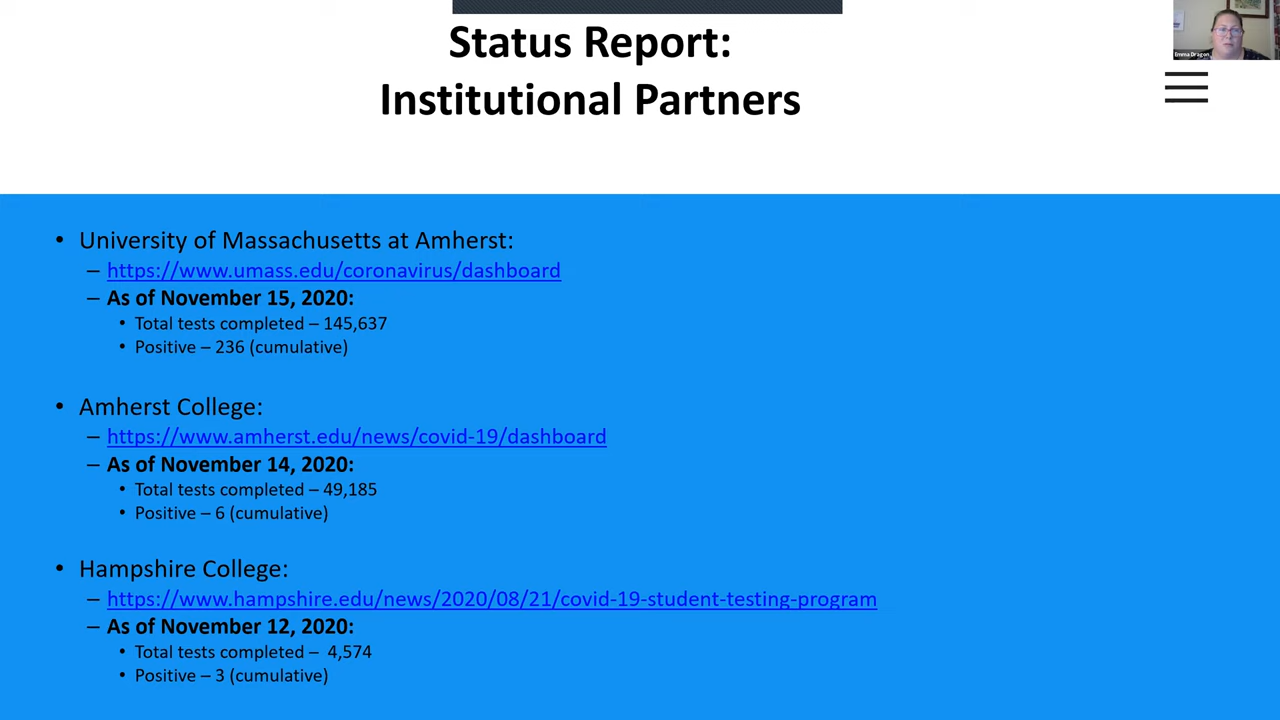 Status Report:
Institutional Partners
Emma Dragon
• University of Massachusetts at Amherst:
– https://www.umass.edu/coronavirus/dashboard
– As of November 15, 2020:
• Total tests completed – 145,637
• Positive – 236 (cumulative)
• Amherst College:
– https://www.amherst.edu/news/covid-19/dashboard
– As of November 14, 2020:
• Total tests completed – 49,185
• Positive – 6 (cumulative)
• Hampshire College:
– https://www.hampshire.edu/news/2020/08/21/covid-19-student-testing-program
– As of November 12, 2020:
• Total tests completed –  4,574
• Positive – 3 (cumulative)